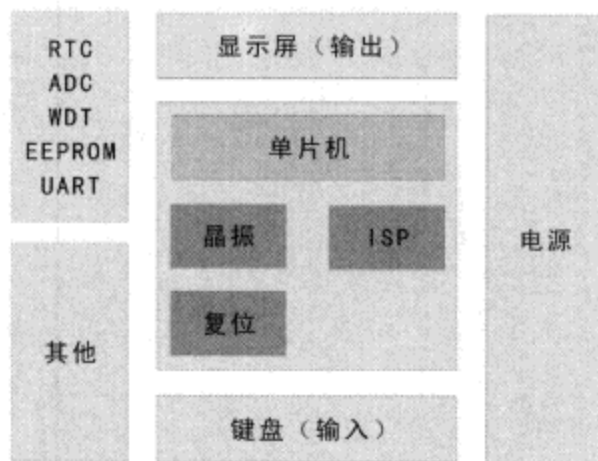 RTC
ADC
WDT
EEPROM
UART
其他
显示屏（输出）
单片机
晶振
ISP
复位
键盘（输入）
电源